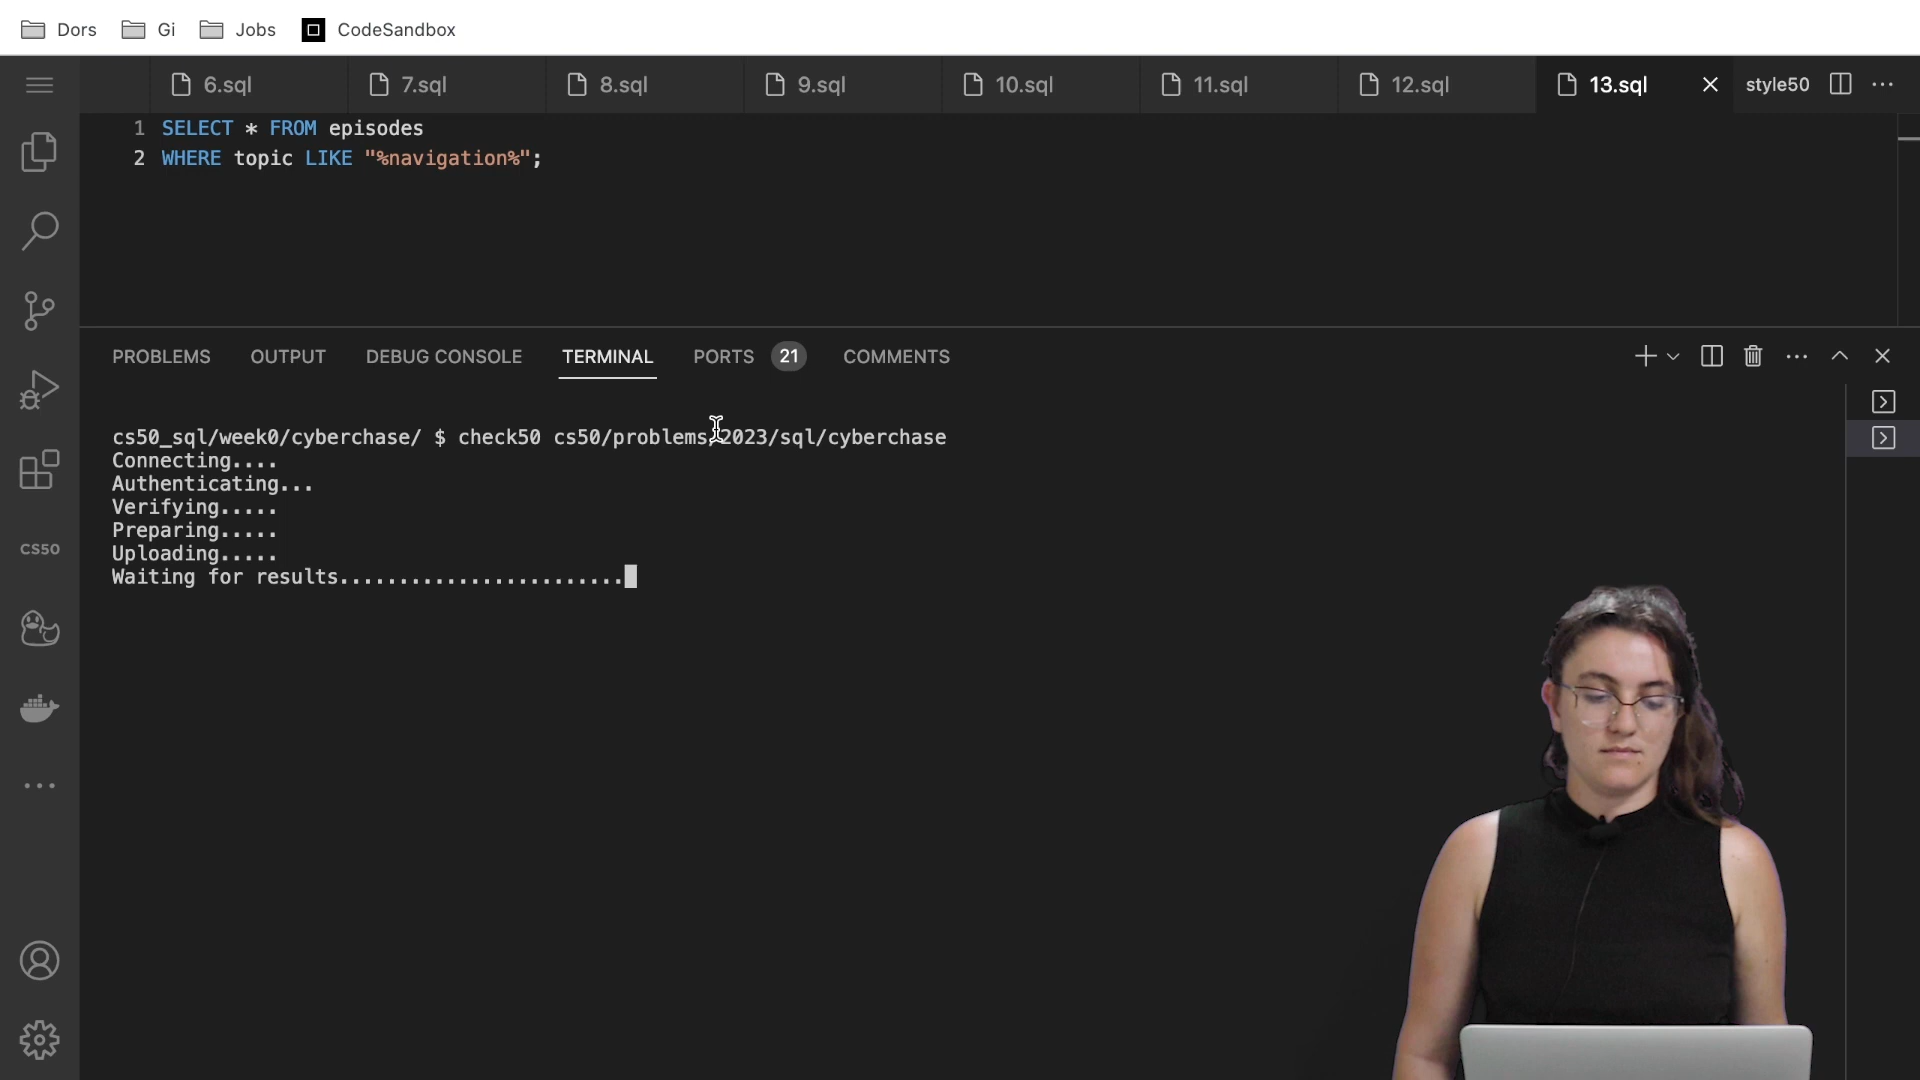 Dors Gi Jobs CodeSandbox
6.sql 7.sql 8.sql 9.sql 10.sql 11.sql 12.sql 13.sql style50
1 SELECT * FROM episodes
2 WHERE topic LIKE "%navigation%";
PROBLEMS OUTPUT DEBUG CONSOLE TERMINAL PORTS 21 COMMENTS
cs50_sql/week0/cyberchase/ $ check50 cs50/problems/2023/sql/cyberchase
Connecting....
Authenticating...
Verifying.....
Preparing.....
Uploading.....
Waiting for results........................
CS50